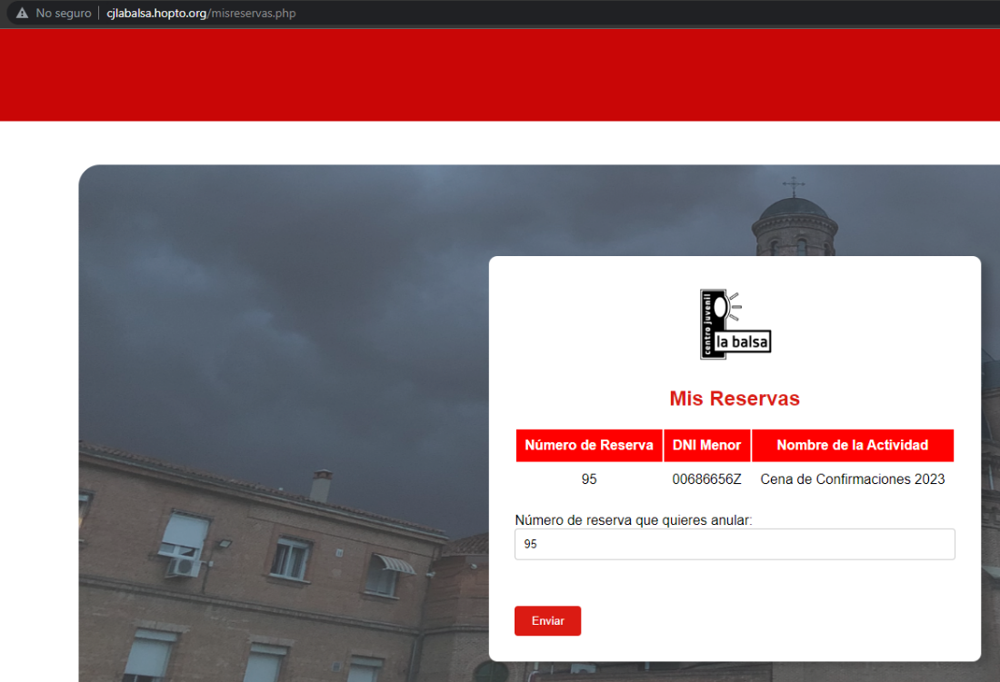 No seguro
cjlabalsa.hopto.org/misreservas.php
centro juvenil
la balsa
Mis Reservas
Número de Reserva DNI Menor Nombre de la Actividad
95 00686656Z Cena de Confirmaciones 2023
Número de reserva que quieres anular:
95
Enviar